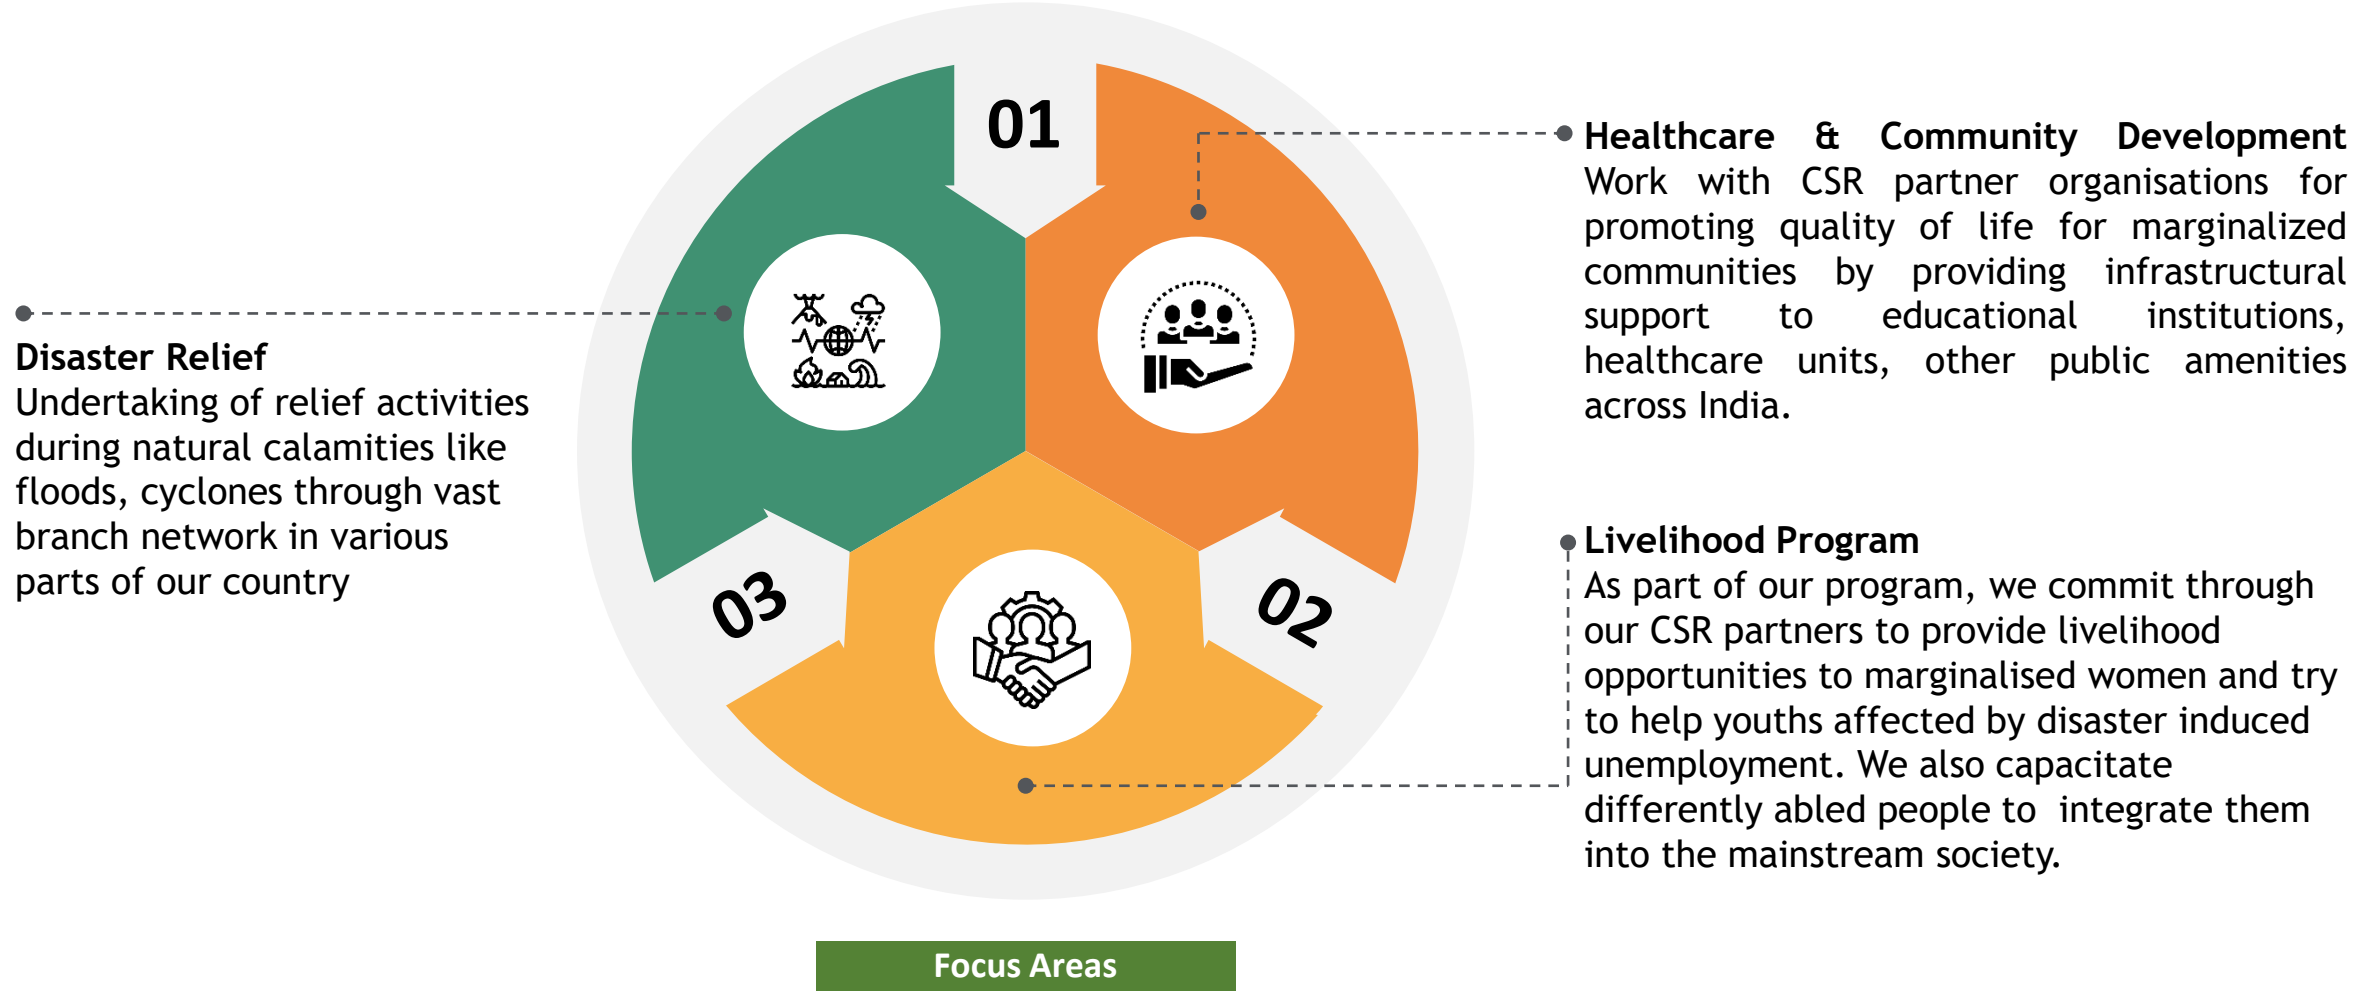 01
Healthcare & Community Development
Work with CSR partner organisations for
promoting quality of life for marginalized
communities by providing infrastructural
support to educational institutions,
healthcare units, other public amenities
across India.
02
Livelihood Program
As part of our program, we commit through
our CSR partners to provide livelihood
opportunities to marginalised women and try
to help youths affected by disaster induced
unemployment. We also capacitate
differently abled people to integrate them
into the mainstream society.
03
Disaster Relief
Undertaking of relief activities
during natural calamities like
floods, cyclones through vast
branch network in various
parts of our country
Focus Areas